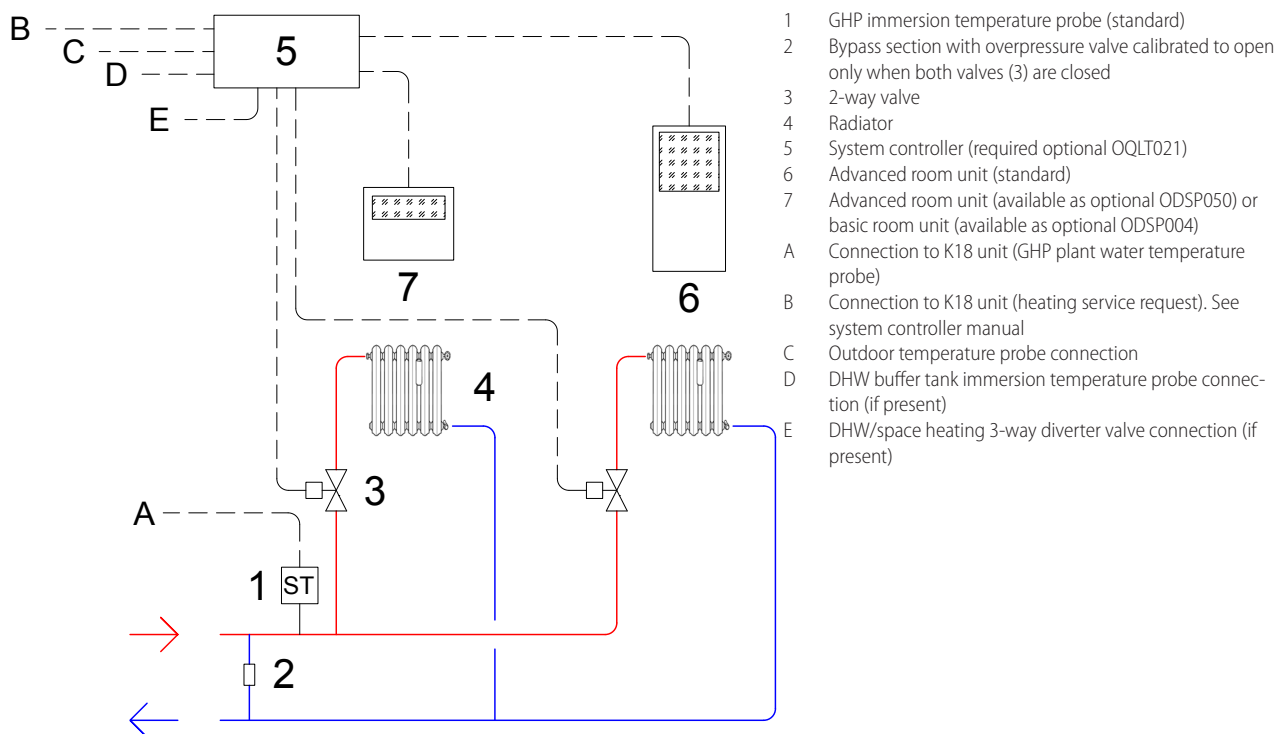 B
C
D
E
5
7
6
4
3
A
1
ST
2
1 GHP immersion temperature probe (standard)
2 Bypass section with overpressure valve calibrated to open
only when both valves (3) are closed
3 2-way valve
4 Radiator
5 System controller (required optional OQLT021)
6 Advanced room unit (standard)
7 Advanced room unit (available as optional ODSP050) or
basic room unit (available as optional ODSP004)
A Connection to K18 unit (GHP plant water temperature
probe)
B Connection to K18 unit (heating service request). See
system controller manual
C Outdoor temperature probe connection
D DHW buffer tank immersion temperature probe connec-
tion (if present)
E DHW/space heating 3-way diverter valve connection (if
present)